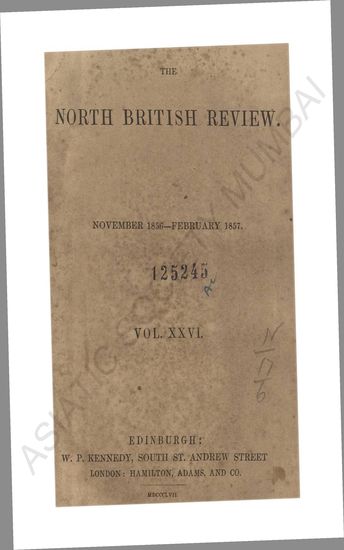 THE
NORTH BRITISH REVIEW.
NOVEMBER 1856—FEBRUARY 1857.
125245
VOL. XXVI.
EDINBURGH:
W. P. KENNEDY, SOUTH ST. ANDREW STREET
LONDON: HAMILTON, ADAMS, AND CO.
MDCCCLVII
ASIATIC SOCIETY MUMBAI